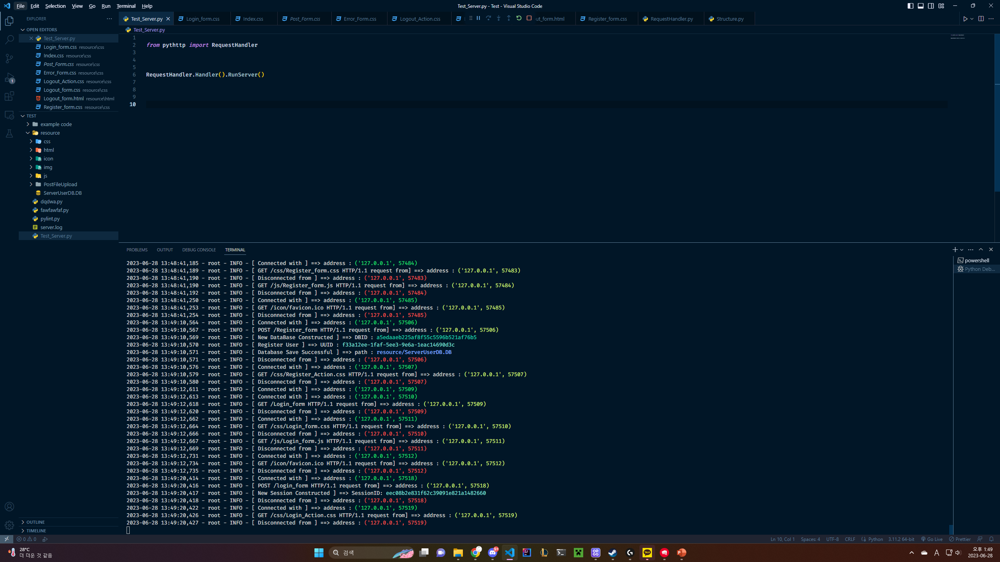 File Edit Selection View Go Run Terminal Help
Test_Server.py - Test - Visual Studio Code
EXPLORER
Test_Server.py Login_form.css Index.css Post_Form.css Error_Form.css Logout_Action.css ut_form.html Register_form.css RequestHandler.py Structure.py
OPEN EDITORS
Test_Server.py
Login_form.css resource\css
Index.css resource\css
Post_Form.css resource\css
Error_Form.css resource\css
Logout_Action.css resource\css
Logout_form.css resource\css
Logout_form.html resource\html
Register_form.css resource\css
TEST
example code
resource
css
html
icon
img
js
PostFileUpload
ServerUserDB.DB
dqdwa.py
fawfawfaf.py
pylint.py
server.log
Test_Server.py
OUTLINE
TIMELINE
1
Test_Server.py
1
2 from pythttp import RequestHandler
3
4
5
6 RequestHandler.Handler().RunServer()
7
8
9
10
PROBLEMS OUTPUT DEBUG CONSOLE TERMINAL
powershell
Python Deb...
2023-06-28 13:48:41,185 - root - INFO - [ Connected with ] ==> address : ('127.0.0.1', 57484)
2023-06-28 13:48:41,189 - root - INFO - [ GET /css/Register_form.css HTTP/1.1 request from] ==> address : ('127.0.0.1', 57483)
2023-06-28 13:48:41,190 - root - INFO - [ Disconnected from ] ==> address : ('127.0.0.1', 57483)
2023-06-28 13:48:41,190 - root - INFO - [ GET /js/Register_form.js HTTP/1.1 request from] ==> address : ('127.0.0.1', 57484)
2023-06-28 13:48:41,192 - root - INFO - [ Disconnected from ] ==> address : ('127.0.0.1', 57484)
2023-06-28 13:48:41,250 - root - INFO - [ Connected with ] ==> address : ('127.0.0.1', 57485)
2023-06-28 13:48:41,253 - root - INFO - [ GET /icon/favicon.ico HTTP/1.1 request from] ==> address : ('127.0.0.1', 57485)
2023-06-28 13:48:41,254 - root - INFO - [ Disconnected from ] ==> address : ('127.0.0.1', 57485)
2023-06-28 13:49:10,564 - root - INFO - [ Connected with ] ==> address : ('127.0.0.1', 57506)
2023-06-28 13:49:10,567 - root - INFO - [ POST /Register_form HTTP/1.1 request from] ==> address : ('127.0.0.1', 57506)
2023-06-28 13:49:10,569 - root - INFO - [ New DataBase Constructed ] ==> DBID : a5edaaeb225af8f55c5596b521af76b5
2023-06-28 13:49:10,570 - root - INFO - [ Register User ] ==> UUID : f33a12ee-1faf-5ee3-9e6a-1eac14690d3c
2023-06-28 13:49:10,571 - root - INFO - [ Database Save Successful ] ==> path : resource/ServerUserDB.DB
2023-06-28 13:49:10,571 - root - INFO - [ Disconnected from ] ==> address : ('127.0.0.1', 57506)
2023-06-28 13:49:10,576 - root - INFO - [ Connected with ] ==> address : ('127.0.0.1', 57507)
2023-06-28 13:49:10,579 - root - INFO - [ GET /css/Register_Action.css HTTP/1.1 request from] ==> address : ('127.0.0.1', 57507)
2023-06-28 13:49:10,580 - root - INFO - [ Disconnected from ] ==> address : ('127.0.0.1', 57507)
2023-06-28 13:49:12,611 - root - INFO - [ Connected with ] ==> address : ('127.0.0.1', 57509)
2023-06-28 13:49:12,613 - root - INFO - [ Connected with ] ==> address : ('127.0.0.1', 57510)
2023-06-28 13:49:12,618 - root - INFO - [ GET /Login_form HTTP/1.1 request from] ==> address : ('127.0.0.1', 57509)
2023-06-28 13:49:12,620 - root - INFO - [ Disconnected from ] ==> address : ('127.0.0.1', 57509)
2023-06-28 13:49:12,662 - root - INFO - [ Connected with ] ==> address : ('127.0.0.1', 57511)
2023-06-28 13:49:12,664 - root - INFO - [ GET /css/Login_form.css HTTP/1.1 request from] ==> address : ('127.0.0.1', 57510)
2023-06-28 13:49:12,666 - root - INFO - [ Disconnected from ] ==> address : ('127.0.0.1', 57510)
2023-06-28 13:49:12,667 - root - INFO - [ GET /js/Login_form.js HTTP/1.1 request from] ==> address : ('127.0.0.1', 57511)
2023-06-28 13:49:12,669 - root - INFO - [ Disconnected from ] ==> address : ('127.0.0.1', 57511)
2023-06-28 13:49:12,731 - root - INFO - [ Connected with ] ==> address : ('127.0.0.1', 57512)
2023-06-28 13:49:12,734 - root - INFO - [ GET /icon/favicon.ico HTTP/1.1 request from] ==> address : ('127.0.0.1', 57512)
2023-06-28 13:49:12,735 - root - INFO - [ Disconnected from ] ==> address : ('127.0.0.1', 57512)
2023-06-28 13:49:20,414 - root - INFO - [ Connected with ] ==> address : ('127.0.0.1', 57518)
2023-06-28 13:49:20,416 - root - INFO - [ POST /login_form HTTP/1.1 request from] ==> address : ('127.0.0.1', 57518)
2023-06-28 13:49:20,417 - root - INFO - [ New Session Constructed ] ==> SessionID: eec08b2e831f62c39091e821a1482660
2023-06-28 13:49:20,418 - root - INFO - [ Disconnected from ] ==> address : ('127.0.0.1', 57518)
2023-06-28 13:49:20,422 - root - INFO - [ Connected with ] ==> address : ('127.0.0.1', 57519)
2023-06-28 13:49:20,426 - root - INFO - [ GET /css/Login_Action.css HTTP/1.1 request from] ==> address : ('127.0.0.1', 57519)
2023-06-28 13:49:20,427 - root - INFO - [ Disconnected from ] ==> address : ('127.0.0.1', 57519)
0 0 Ln 10, Col 1 Spaces: 4 UTF-8 CRLF Python 3.11.2 64-bit Go Live Prettier
28°C
더 더운 것 같음
검색
9+
IJ
OP.GG
TALK
A
오후 1:49
2023-06-28